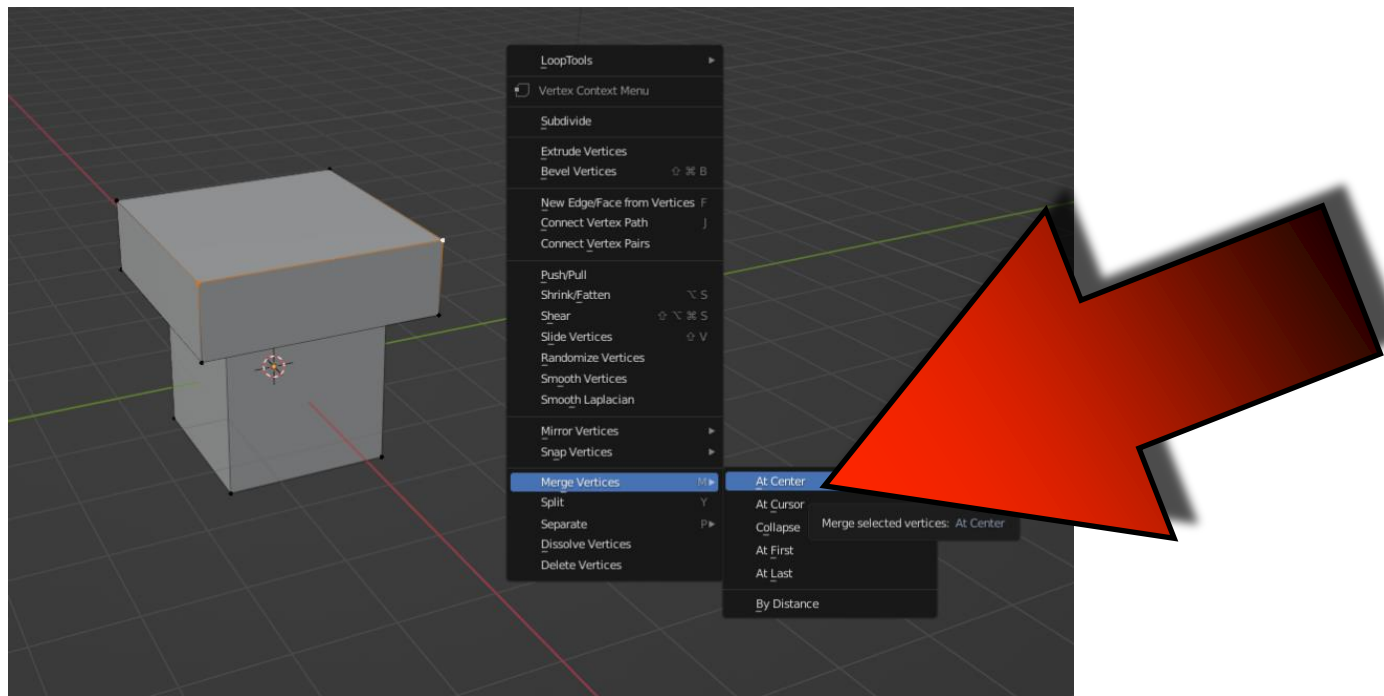 LoopTools
Vertex Context Menu
Subdivide
Extrude Vertices
Bevel Vertices ⇧ ⌘ B
New Edge/Face from Vertices F
Connect Vertex Path J
Connect Vertex Pairs
Push/Pull
Shrink/Fatten ⌥ S
Shear ⇧ ⌥ ⌘ S
Slide Vertices ⇧ V
Randomize Vertices
Smooth Vertices
Smooth Laplacian
Mirror Vertices
Snap Vertices
Merge Vertices M
Split Y
Separate P
Dissolve Vertices
Delete Vertices
At Center
At Cursor
Collapse
At First
At Last
By Distance
Merge selected vertices: At Center